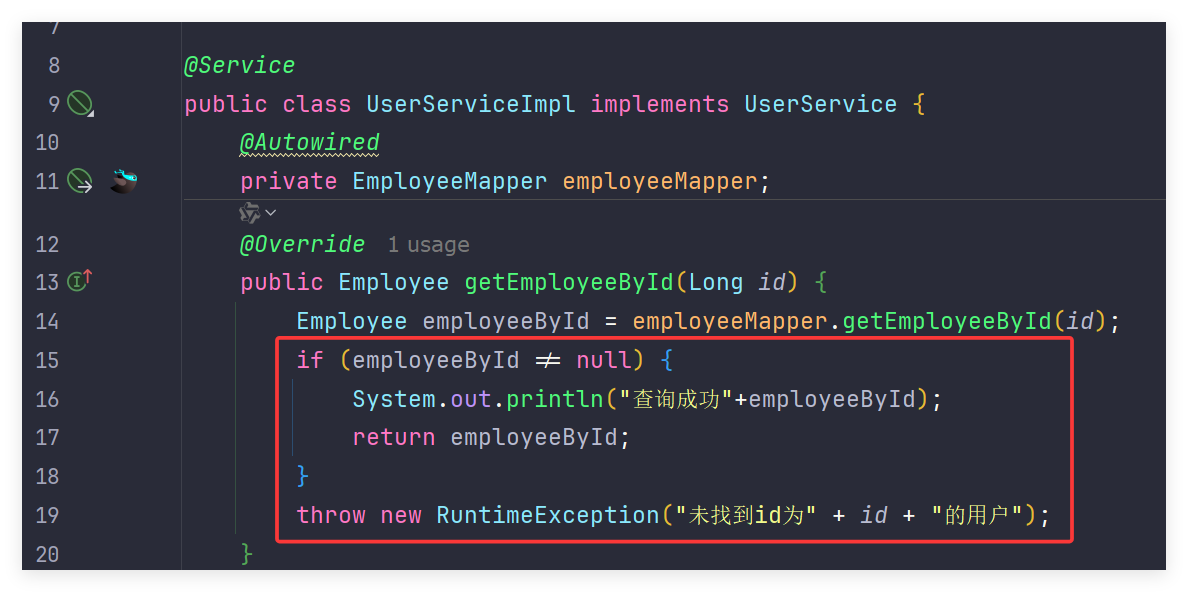 7
8 @Service
9 public class UserServiceImpl implements UserService {
10 @Autowired
11 private EmployeeMapper employeeMapper;
12 @Override 1 usage
13 public Employee getEmployeeById(Long id) {
14 Employee employeeById = employeeMapper.getEmployeeById(id);
15 if (employeeById ≠ null) {
16 System.out.println("查询成功"+employeeById);
17 return employeeById;
18 }
19 throw new RuntimeException("未找到id为" + id + "的用户");
20 }